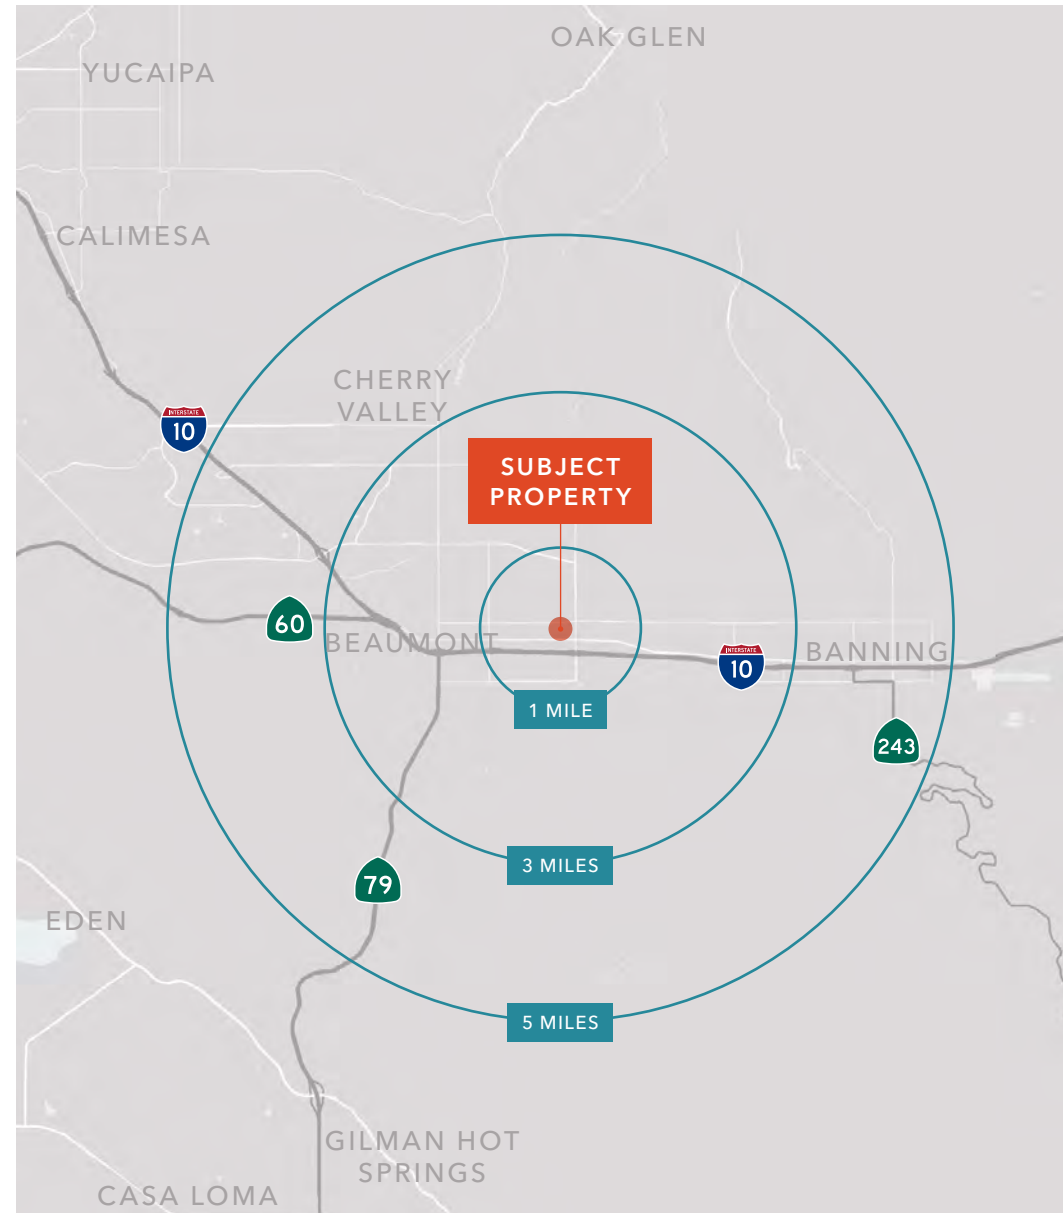 OAK GLEN
YUCAIPA
CALIMESA
CHERRY
VALLEY
INTERSTATE
10
SUBJECT
PROPERTY
60
BEAUMONT
INTERSTATE
10
BANNING
1 MILE
243
3 MILES
79
EDEN
5 MILES
GILMAN HOT
SPRINGS
CASA LOMA